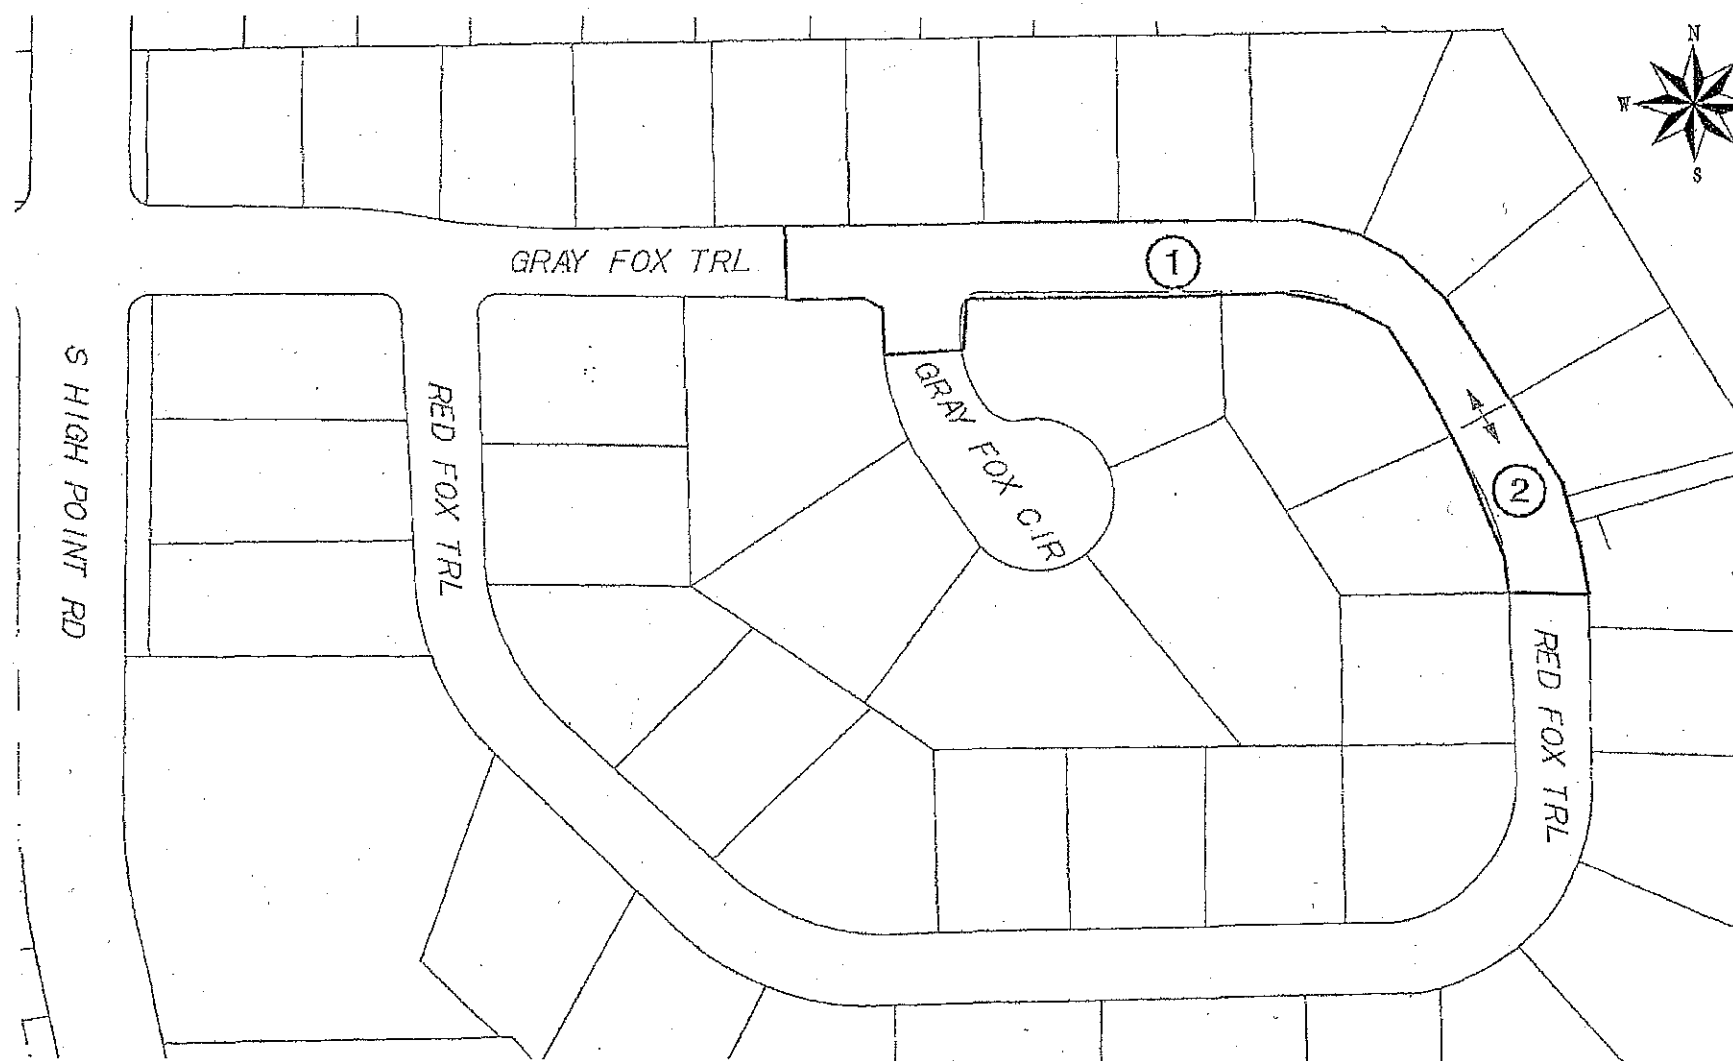 N
W
S
GRAY FOX TRL
1
S HIGH POINT RD
RED FOX TRL
GRAY FOX CIR
2
RED FOX TRL